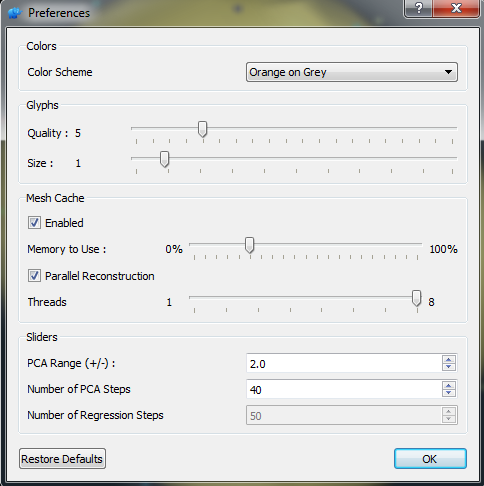 Preferences
?
Colors
Color Scheme Orange on Grey
Glyphs
Quality : 5
Size : 1
Mesh Cache
Enabled
Memory to Use : 0% 100%
Parallel Reconstruction
Threads 1 8
Sliders
PCA Range (+/-) : 2.0
Number of PCA Steps 40
Number of Regression Steps 50
Restore Defaults OK